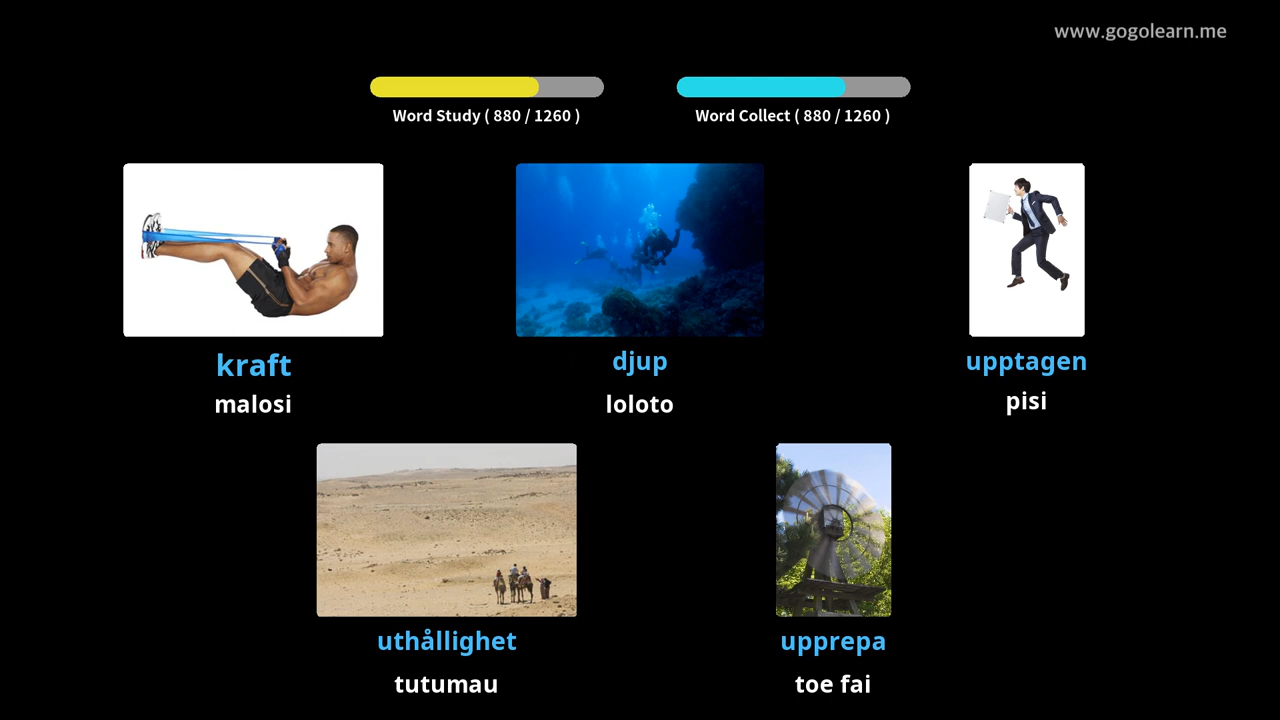 www.gogolearn.me
Word Study ( 880 / 1260 )
Word Collect ( 880 / 1260 )
kraft
malosi
djup
loloto
upptagen
pisi
uthållighet
tutumau
upprepa
toe fai